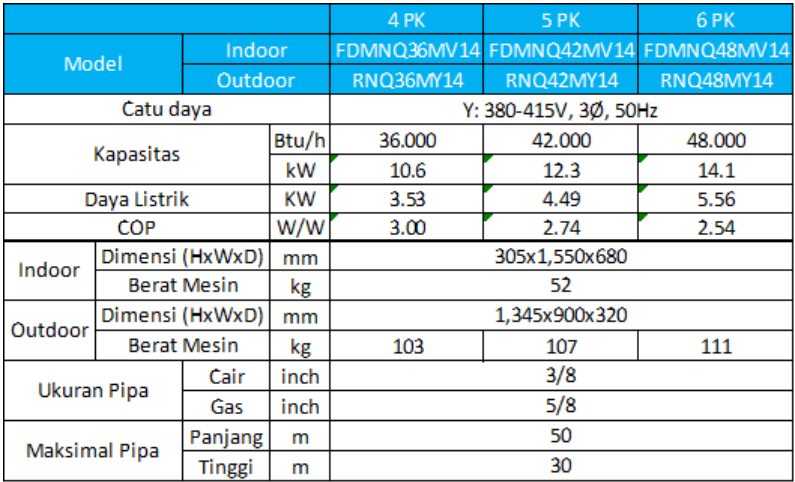 4 PK 5 PK 6 PK
Model Indoor FDMNQ36MV14 FDMNQ42MV14 FDMNQ48MV14
Outdoor RNQ36MY14 RNQ42MY14 RNQ48MY14
Catu daya Y: 380-415V, 3Ø, 50Hz
Kapasitas Btu/h 36.000 42.000 48.000
kW 10.6 12.3 14.1
Daya Listrik KW 3.53 4.49 5.56
COP W/W 3.00 2.74 2.54
Indoor Dimensi (HxWxD) mm 305x1,550x680
Berat Mesin kg 52
Outdoor Dimensi (HxWxD) mm 1,345x900x320
Berat Mesin kg 103 107 111
Ukuran Pipa Cair inch 3/8
Gas inch 5/8
Maksimal Pipa Panjang m 50
Tinggi m 30